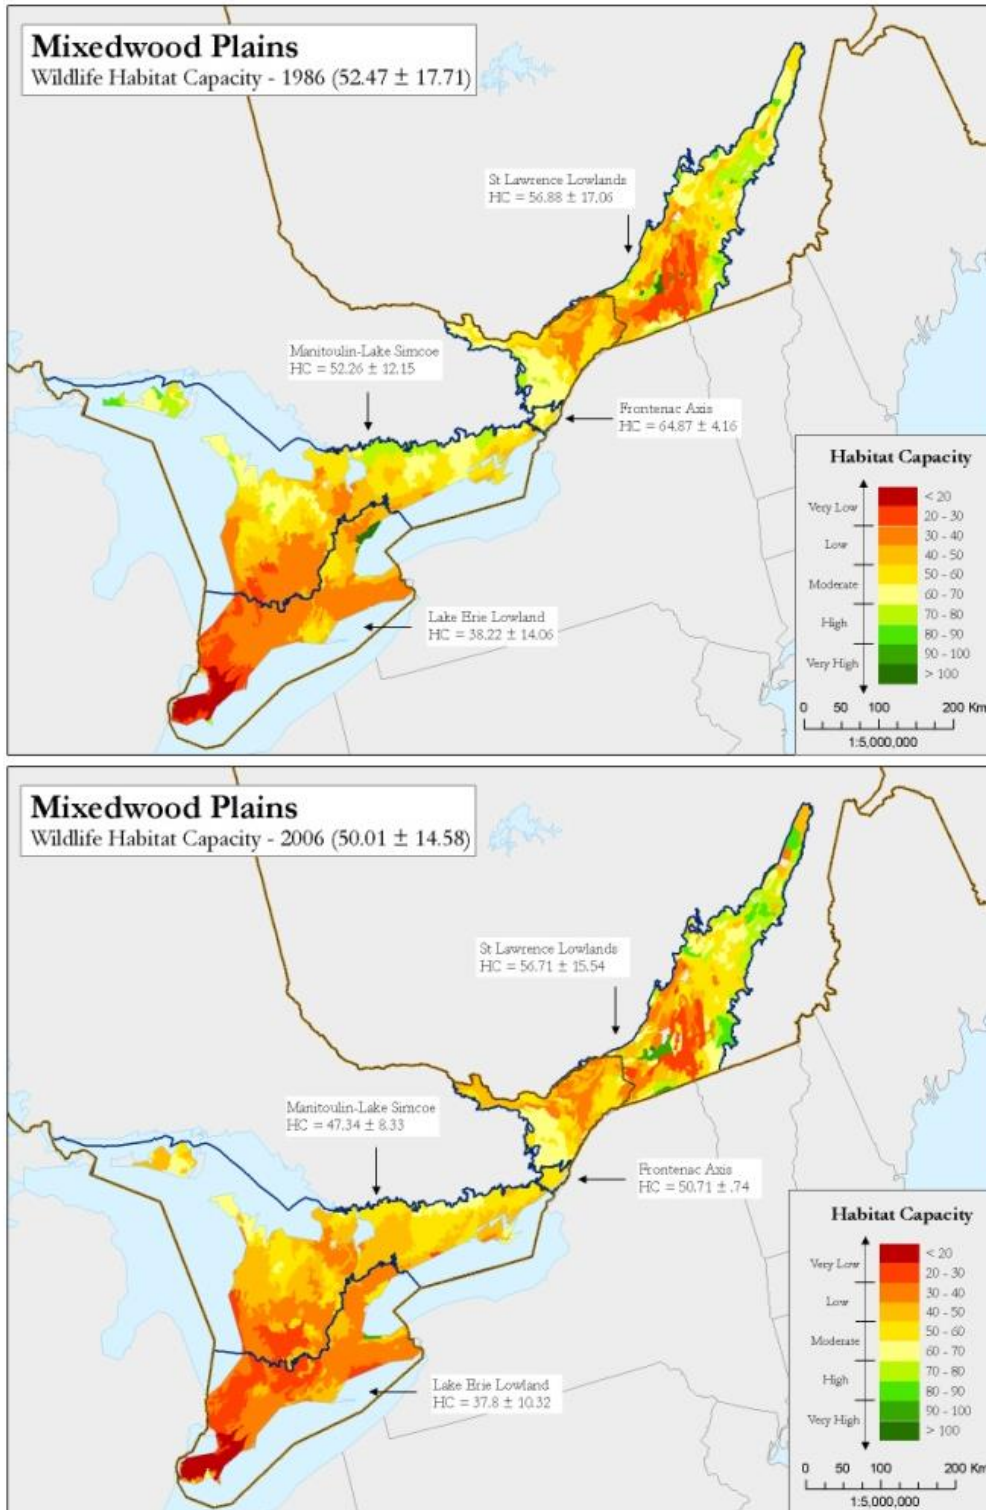 Mixedwood Plains
Wildlife Habitat Capacity - 1986 (52.47 ± 17.71)
St Lawrence Lowlands
HC = 56.88 ± 17.06
Manitoulin-Lake Simcoe
HC = 52.26 ± 12.15
Frontenac Axis
HC = 64.87 ± 4.16
Lake Erie Lowland
HC = 38.22 ± 14.06
Habitat Capacity
Very Low
Low
Moderate
High
Very High
< 20
20 - 30
30 - 40
40 - 50
50 - 60
60 - 70
70 - 80
80 - 90
90 - 100
> 100
0 50 100 200 Km
1:5,000,000
Mixedwood Plains
Wildlife Habitat Capacity - 2006 (50.01 ± 14.58)
St Lawrence Lowlands
HC = 56.71 ± 15.54
Manitoulin-Lake Simcoe
HC = 47.34 ± 8.33
Frontenac Axis
HC = 50.71 ± .74
Lake Erie Lowland
HC = 37.8 ± 10.32
Habitat Capacity
Very Low
Low
Moderate
High
Very High
< 20
20 - 30
30 - 40
40 - 50
50 - 60
60 - 70
70 - 80
80 - 90
90 - 100
> 100
0 50 100 200 Km
1:5,000,000